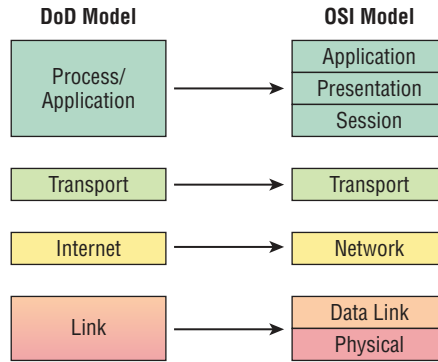 DoD Model
OSI Model
Process/
Application
Application
Presentation
Session
Transport
Transport
Internet
Network
Link
Data Link
Physical